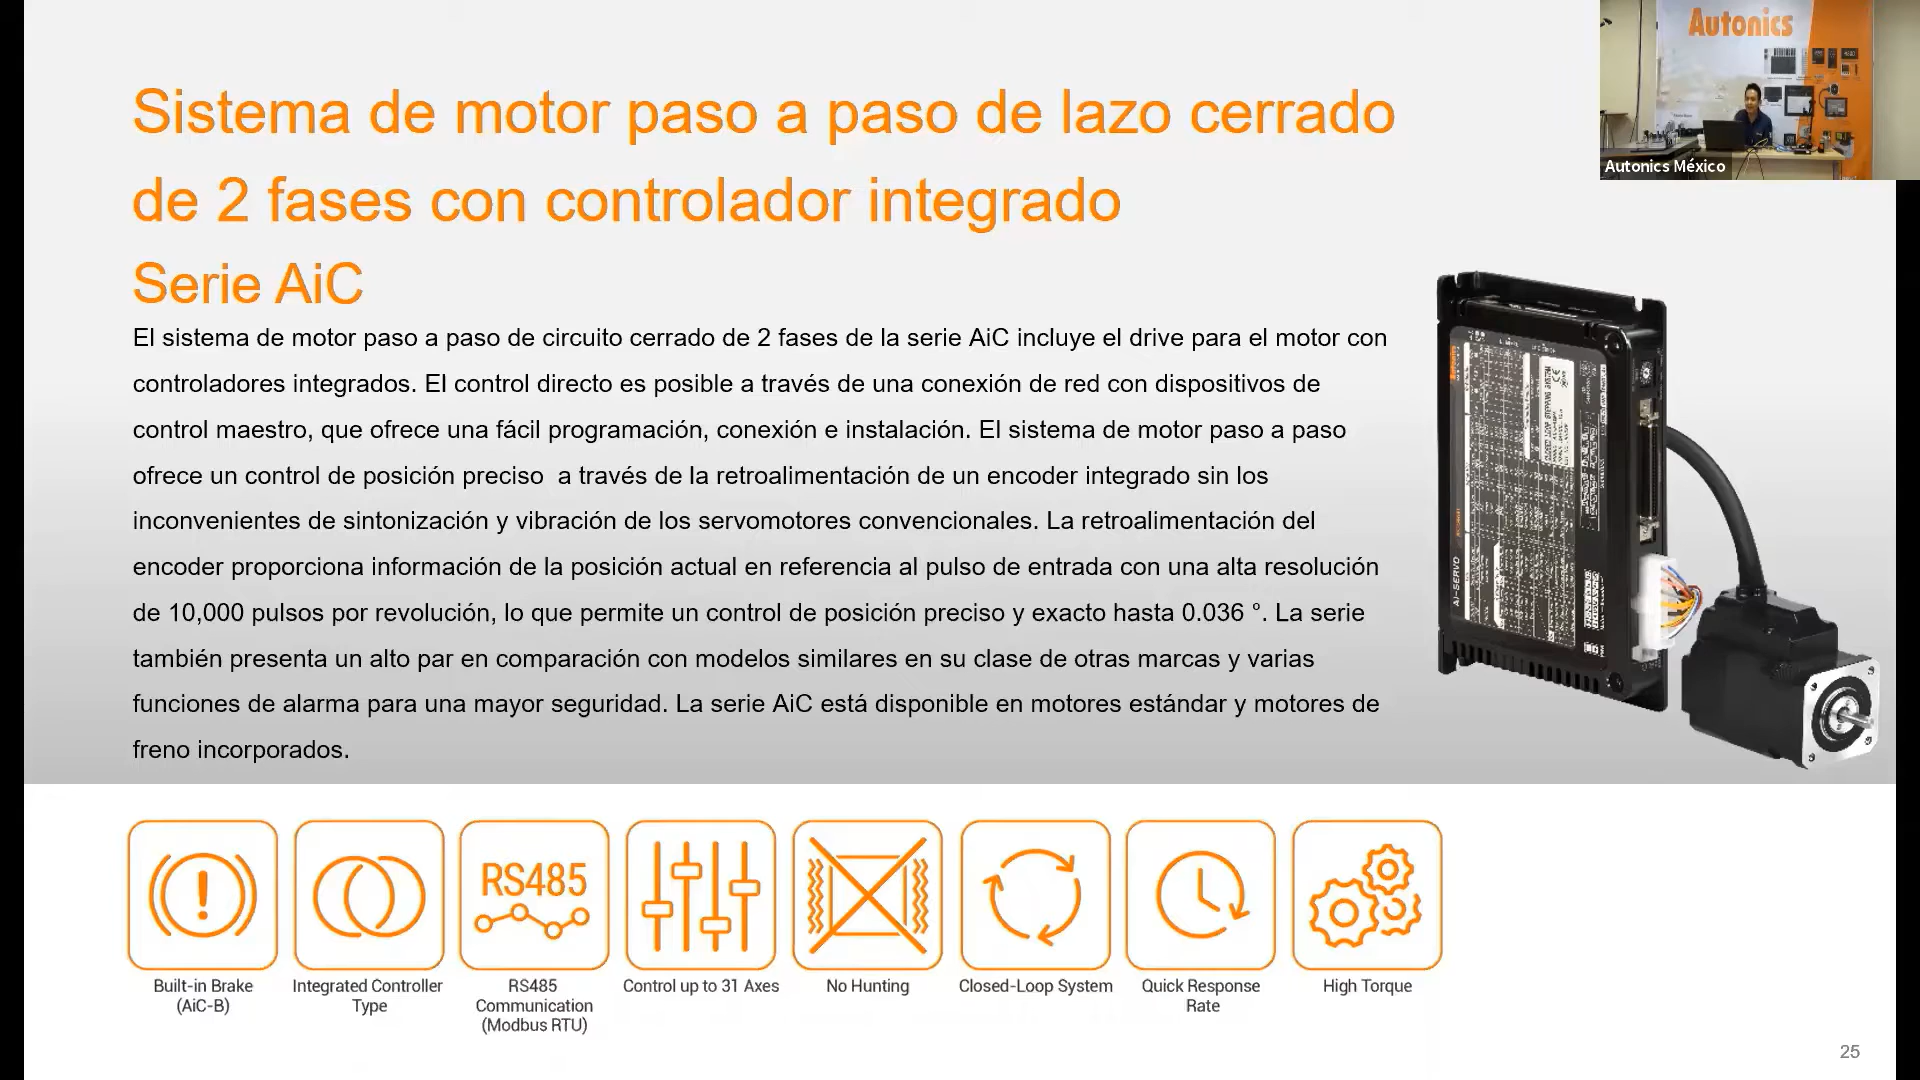 Autonics
Autonics México
Sistema de motor paso a paso de lazo cerrado
de 2 fases con controlador integrado
Serie AiC
El sistema de motor paso a paso de circuito cerrado de 2 fases de la serie AiC incluye el drive para el motor con
controladores integrados. El control directo es posible a través de una conexión de red con dispositivos de
control maestro, que ofrece una fácil programación, conexión e instalación. El sistema de motor paso a paso
ofrece un control de posición preciso  a través de la retroalimentación de un encoder integrado sin los
inconvenientes de sintonización y vibración de los servomotores convencionales. La retroalimentación del
encoder proporciona información de la posición actual en referencia al pulso de entrada con una alta resolución
de 10,000 pulsos por revolución, lo que permite un control de posición preciso y exacto hasta 0.036 °. La serie
también presenta un alto par en comparación con modelos similares en su clase de otras marcas y varias
funciones de alarma para una mayor seguridad. La serie AiC está disponible en motores estándar y motores de
freno incorporados.
Ai-SERVO
RS485
Built-in Brake
(AiC-B)
Integrated Controller
Type
RS485
Communication
(Modbus RTU)
Control up to 31 Axes
No Hunting
Closed-Loop System
Quick Response
Rate
High Torque
25